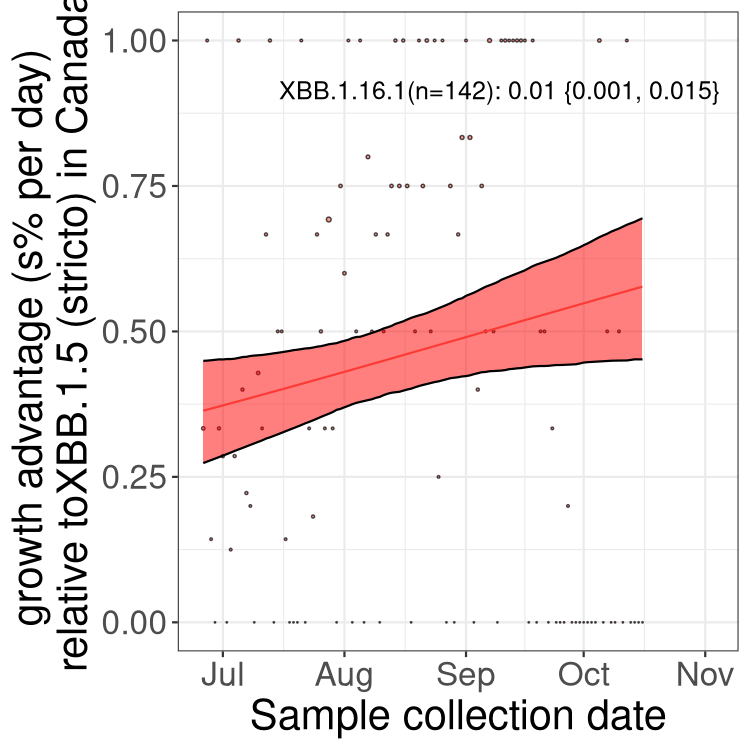 growth advantage (s% per day)
relative toXBB.1.5 (stricto) in Canada
1.00
0.75
0.50
0.25
0.00
XBB.1.16.1(n=142): 0.01 {0.001, 0.015}
Jul Aug Sep Oct Nov
Sample collection date